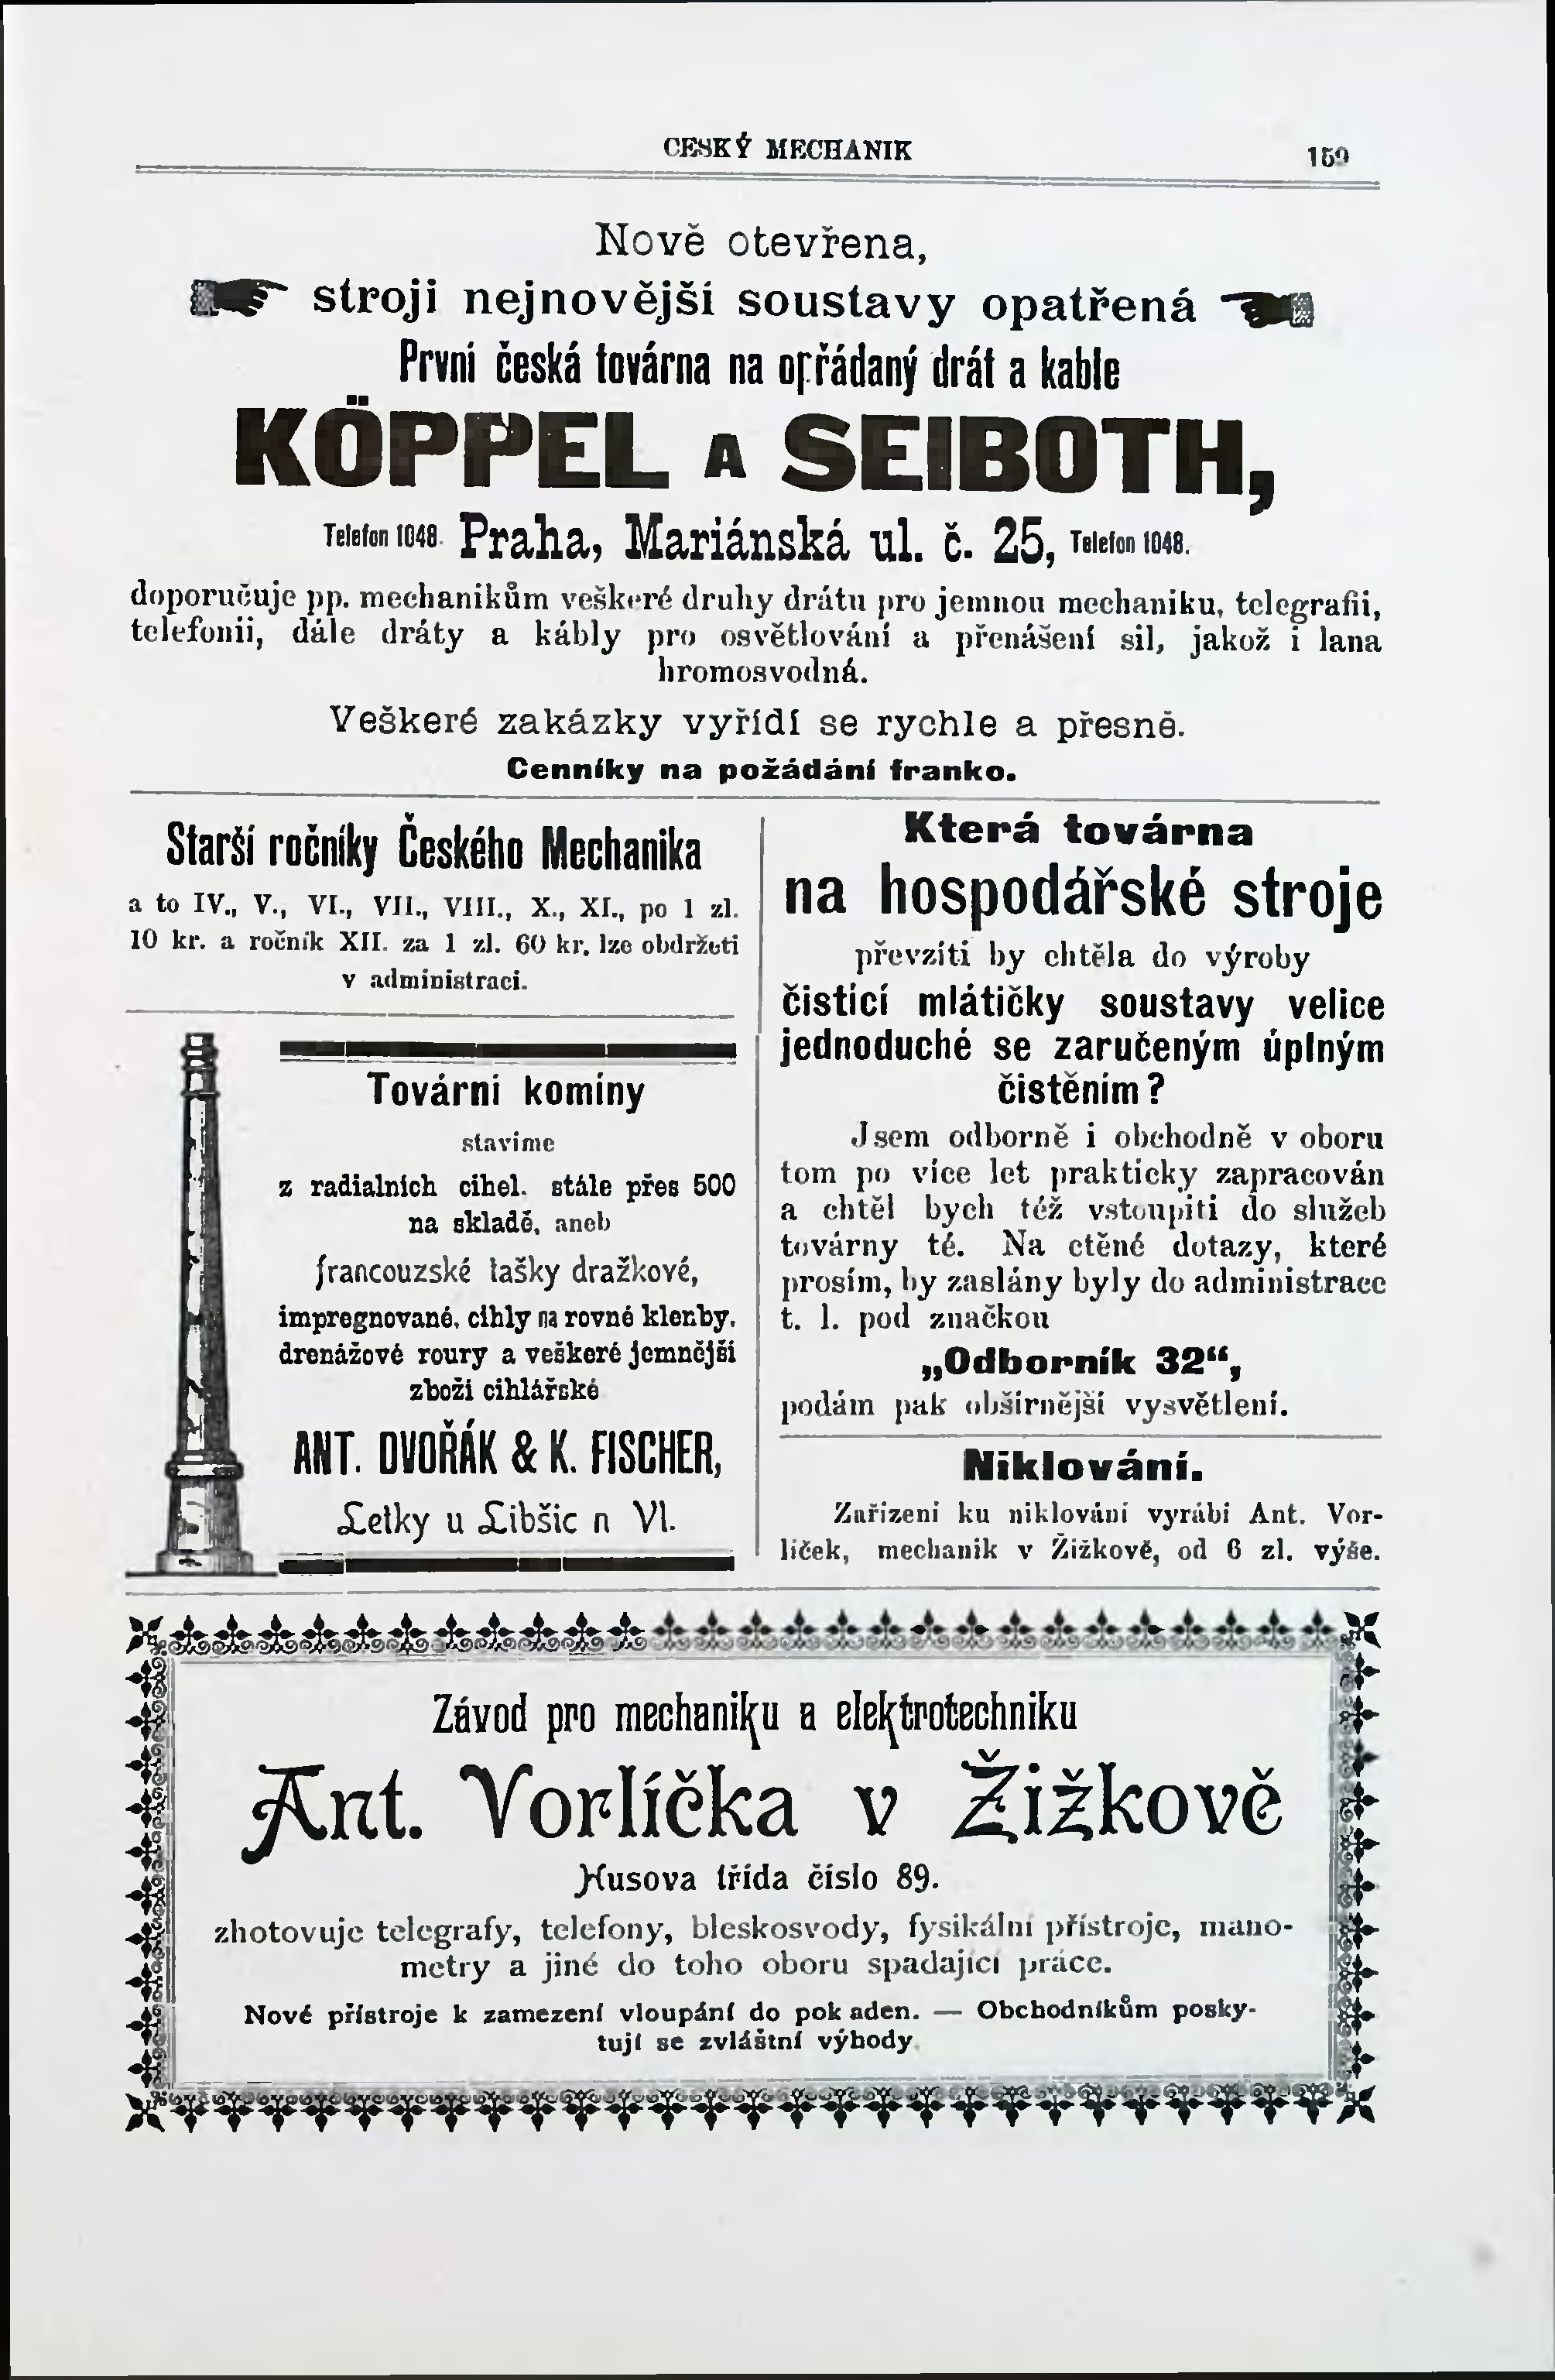 ČESKÝ MECHANIK
159
Nově otevřena,
stroji nejnovější soustavy opatřená
První česká továrna na opřádaný drát a kable
KÖPPEL A SEIBOTH,
Telefon 1048. Praha, Mariánská ul. č. 25, Telefon 1048.
doporučuje pp. mechanikům veškeré druhy drátu pro jemnou mechaniku, telegrafii,
telefonii, dále dráty a kábly pro osvětlování a přenášení sil, jakož i lana
hromosvodná.
Veškeré zakázky vyřídí se rychle a přesně.
Cenníky na požádání franko.
Starší ročníky Českého Mechanika
a to IV., V., VI., VII., VIII., X., XI., po 1 zl.
10 kr. a ročník XII. za 1 zl. 60 kr. lze obdržeti
v administraci.
Tovární komíny
stavíme
z radialních cihel. stále přes 500
na skladě, aneb
francouzské tašky dražkové,
impregnované, cihly na rovné klenby,
drenážové roury a veškeré jemnější
zboží cihlářské
ANT. DVOŘÁK & K. FISCHER,
Letky u Libšic n Vl.
Která továrna
na hospodářské stroje
převzíti by chtěla do výroby
čisticí mlátičky soustavy velice
jednoduché se zaručeným úplným
čistěním?
Jsem odborně i obchodně v oboru
tom po více let prakticky zapracován
a chtěl bych též vstoupiti do služeb
továrny té. Na ctěné dotazy, které
prosím, by zaslány byly do administrace
t. l. pod značkou
„Odborník 32“,
podám pak obšírnější vysvětlení.
Niklování.
Zařízení ku niklování vyrábí Ant. Vor-
líček, mechanik v Žižkově, od 6 zl. výše.
Závod pro mechaniku a elektrotechniku
Ant. Vorlíčka v Žižkově
Husova třída číslo 89.
zhotovuje telegrafy, telefony, bleskosvody, fysikální přístroje, mano-
metry a jiné do toho oboru spadající práce.
Nové přístroje k zamezení vloupání do pok aden. — Obchodníkům posky-
tují se zvláštní výhody.